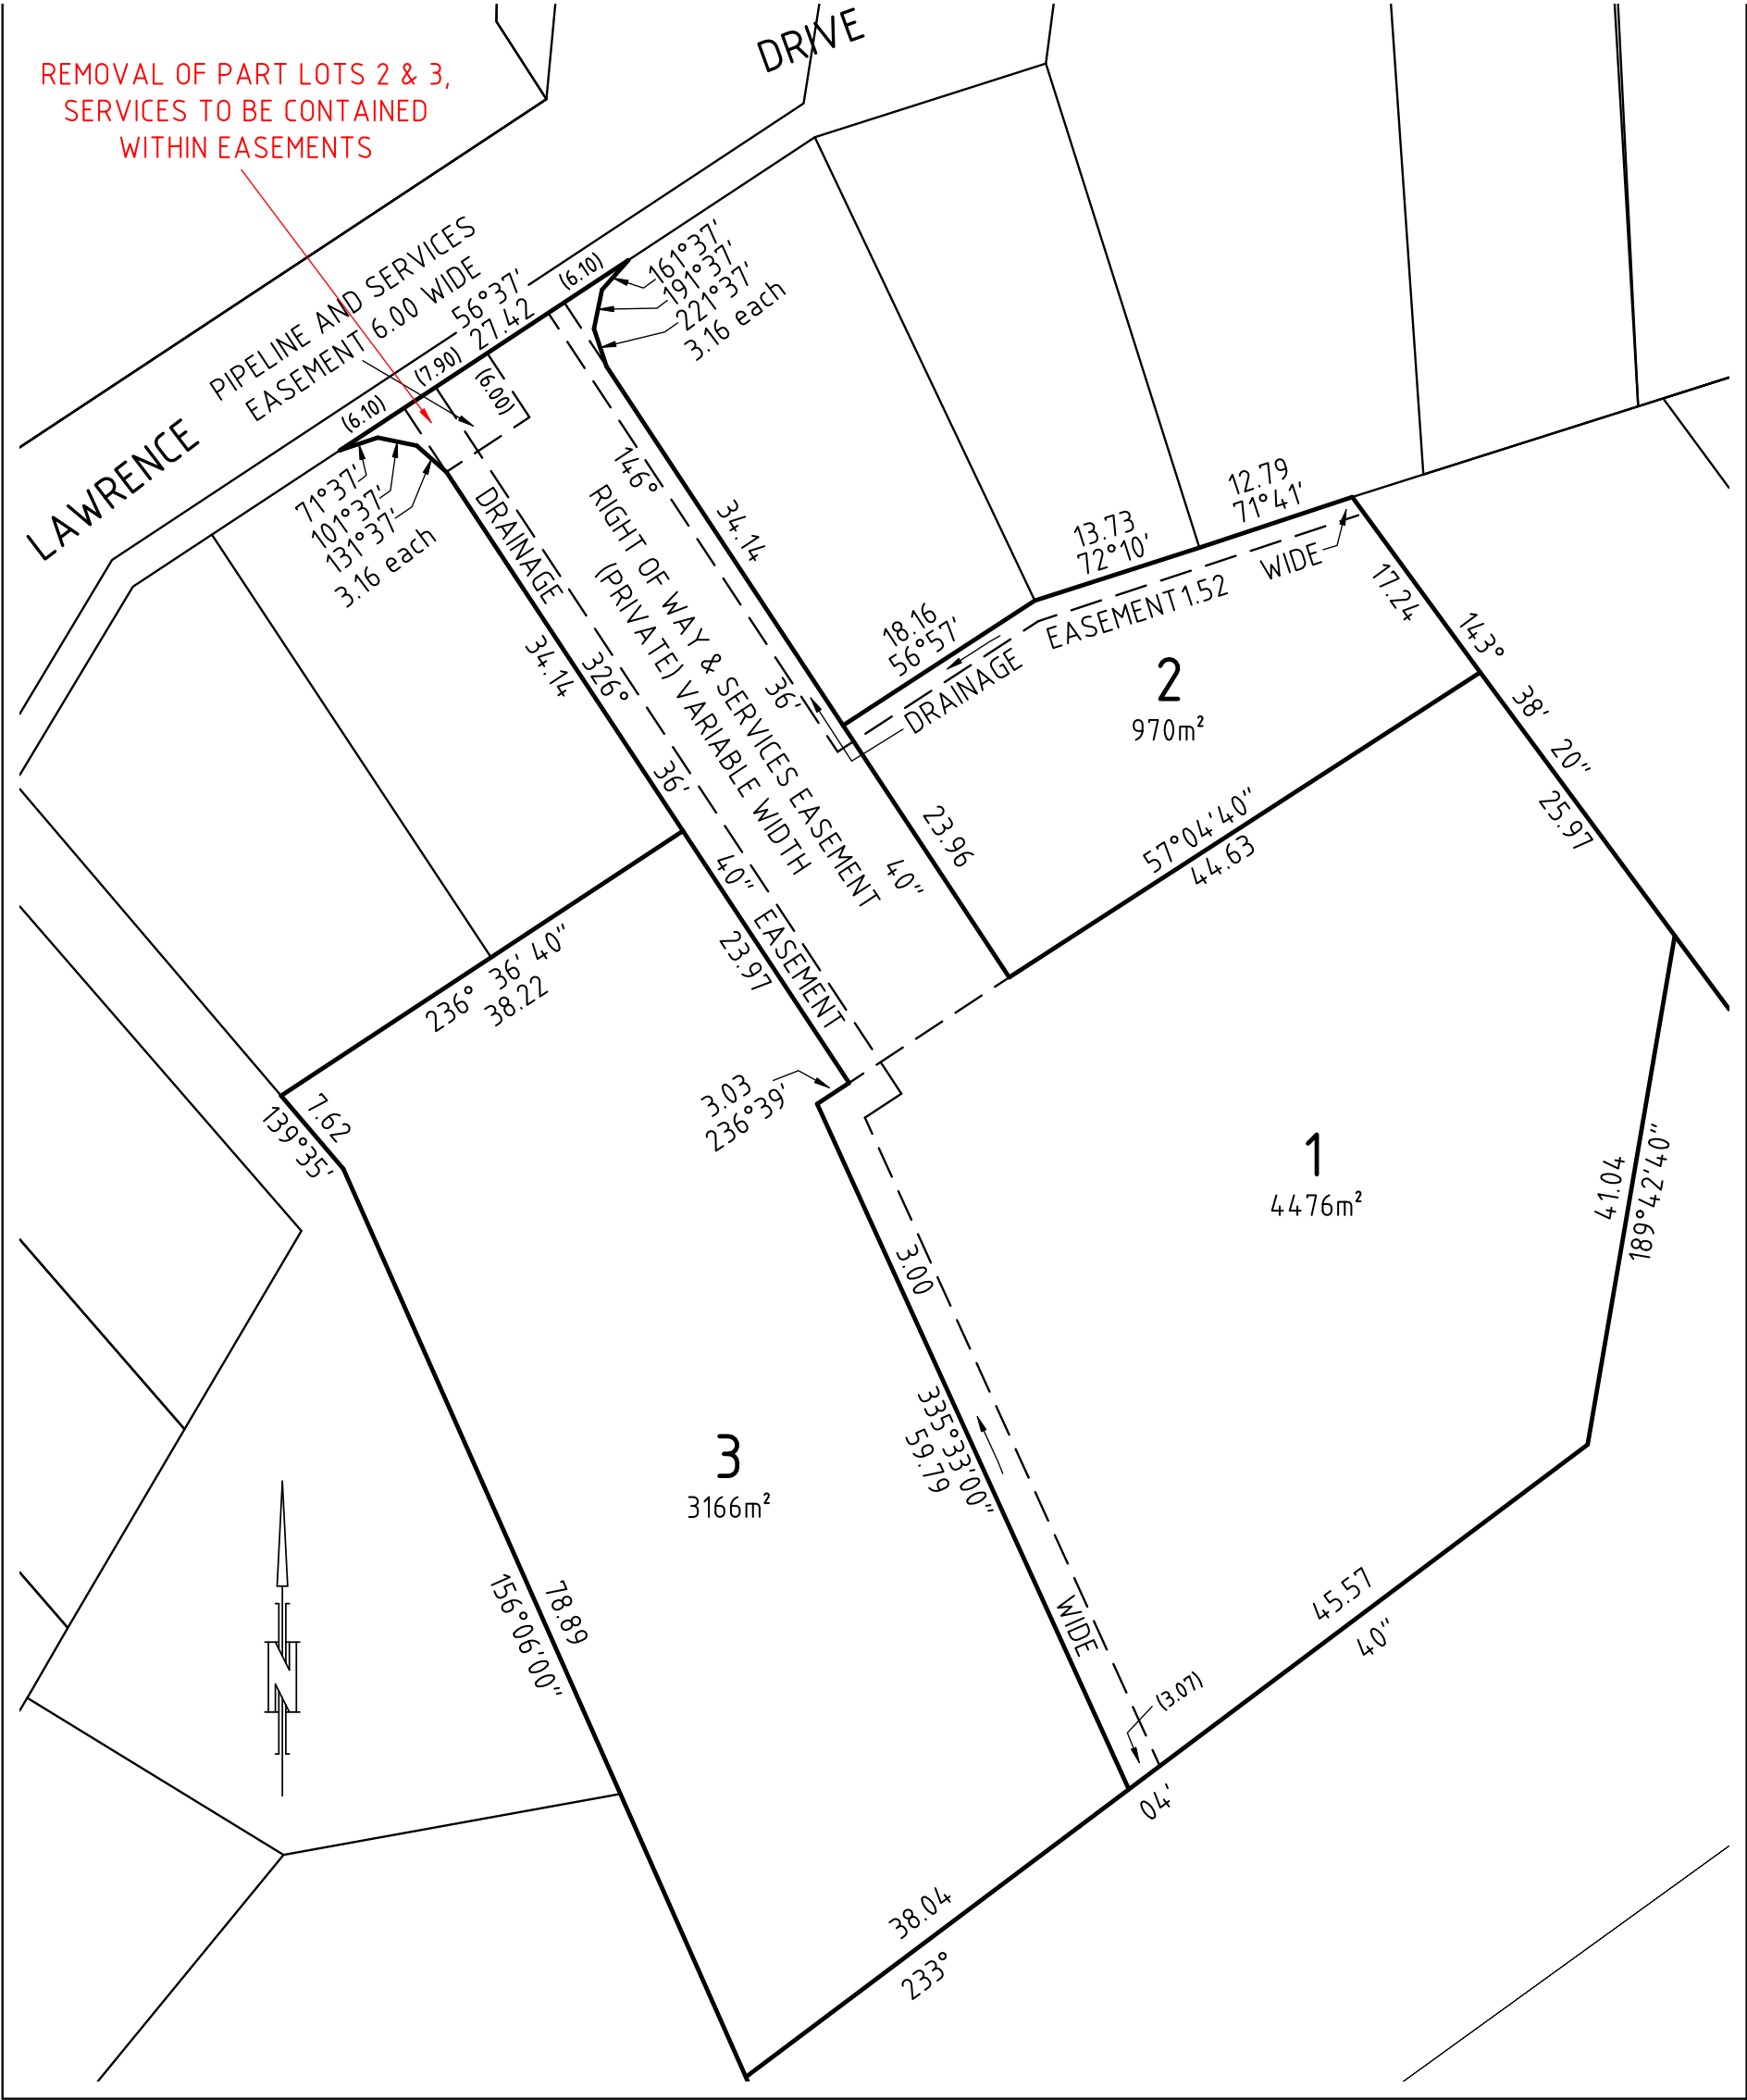 DRIVE
REMOVAL OF PART LOTS 2 & 3,
SERVICES TO BE CONTAINED
WITHIN EASEMENTS
PIPELINE AND SERVICES
EASEMENT 6.00 WIDE
LAWRENCE
56°37'
27.42
(6.10)
(7.90)
(6.10)
(6.00)
161°37'
191°37'
221°37'
3.16 each
71°37'
101°37'
131°37'
3.16 each
146°
34.14
36'
40"
23.96
DRAINAGE
EASEMENT
34.14
326°
36'
40"
23.97
RIGHT OF WAY & SERVICES EASEMENT
(PRIVATE) VARIABLE WIDTH
12.79
71°41'
13.73
72°10'
18.16
56°57'
DRAINAGE EASEMENT 1.52 WIDE
17.24
143°
38'
20"
25.97
2
970m²
57°04'40"
44.63
236° 36' 40"
38.22
7.62
139°35'
3.03
236°39'
1
4476m²
41.04
189°42'40"
3.00
335°33'00"
59.79
WIDE
3
3166m²
78.89
156°06'00"
N
(3.07)
45.57
40"
04'
38.04
233°